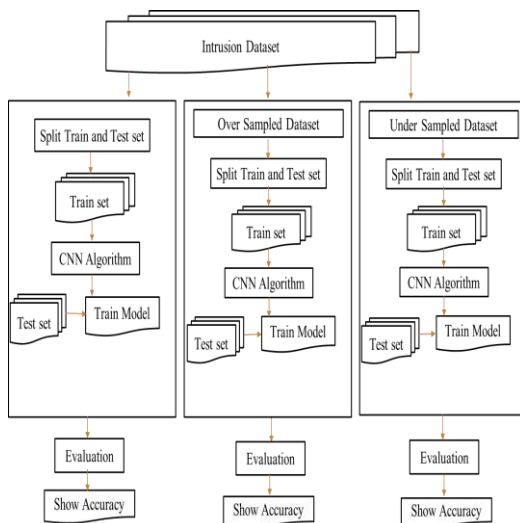 Intrusion Dataset
Split Train and Test set
Train set
CNN Algorithm
Test set
Train Model
Evaluation
Show Accuracy
Over Sampled Dataset
Split Train and Test set
Train set
CNN Algorithm
Test set
Train Model
Evaluation
Show Accuracy
Under Sampled Dataset
Split Train and Test set
Train set
CNN Algorithm
Test set
Train Model
Evaluation
Show Accuracy